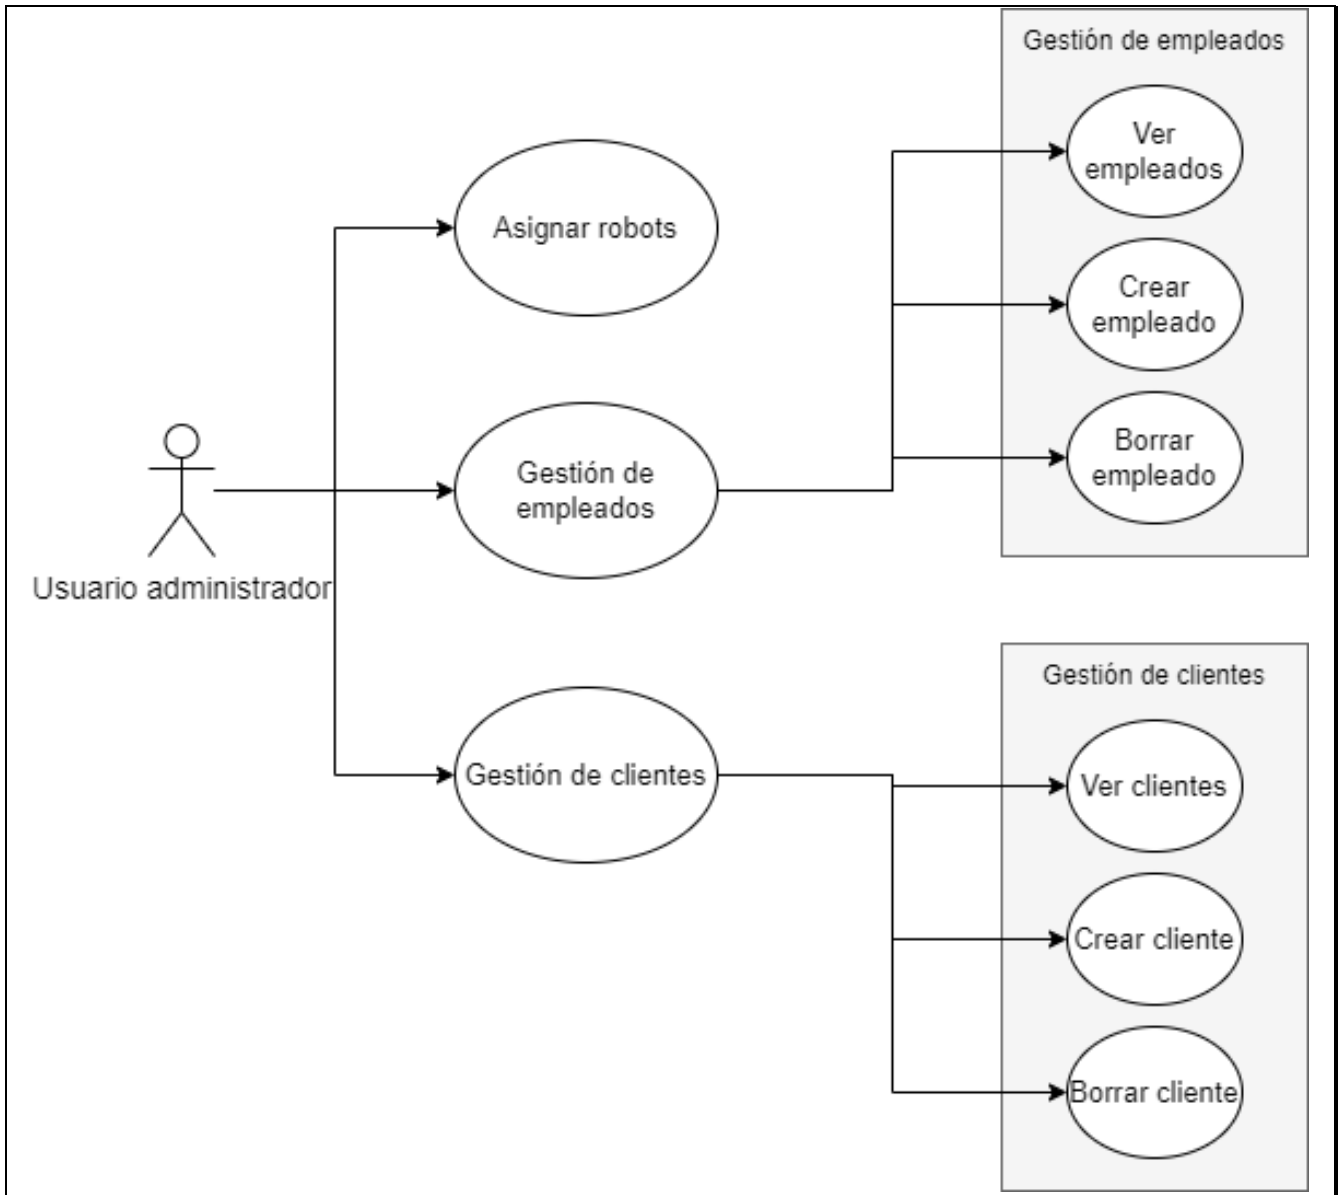 Gestión de empleados
Ver
empleados
Crear
empleado
Borrar
empleado
Asignar robots
Gestión de
empleados
Usuario administrador
Gestión de clientes
Gestión de clientes
Ver clientes
Crear cliente
Borrar cliente